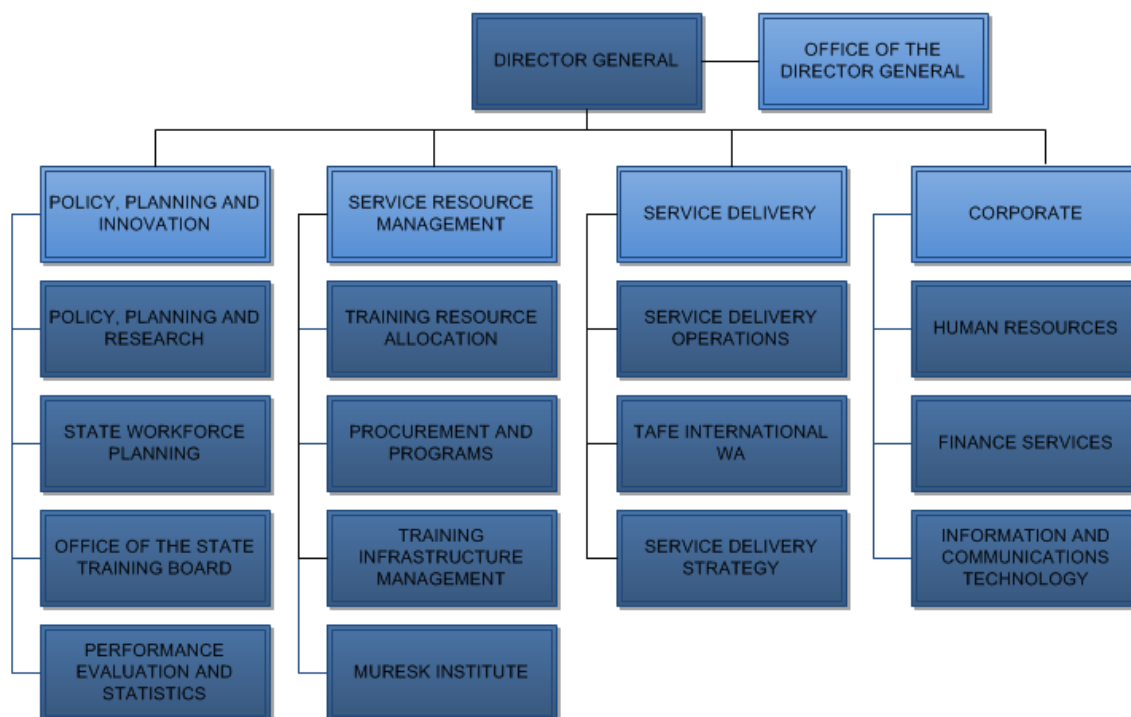 DIRECTOR GENERAL
OFFICE OF THE
DIRECTOR GENERAL
POLICY, PLANNING AND
INNOVATION
SERVICE RESOURCE
MANAGEMENT
SERVICE DELIVERY
CORPORATE
POLICY, PLANNING AND
RESEARCH
TRAINING RESOURCE
ALLOCATION
SERVICE DELIVERY
OPERATIONS
HUMAN RESOURCES
STATE WORKFORCE
PLANNING
PROCUREMENT AND
PROGRAMS
TAFE INTERNATIONAL
WA
FINANCE SERVICES
OFFICE OF THE STATE
TRAINING BOARD
TRAINING
INFRASTRUCTURE
MANAGEMENT
SERVICE DELIVERY
STRATEGY
INFORMATION AND
COMMUNICATIONS
TECHNOLOGY
PERFORMANCE
EVALUATION AND
STATISTICS
MURESK INSTITUTE